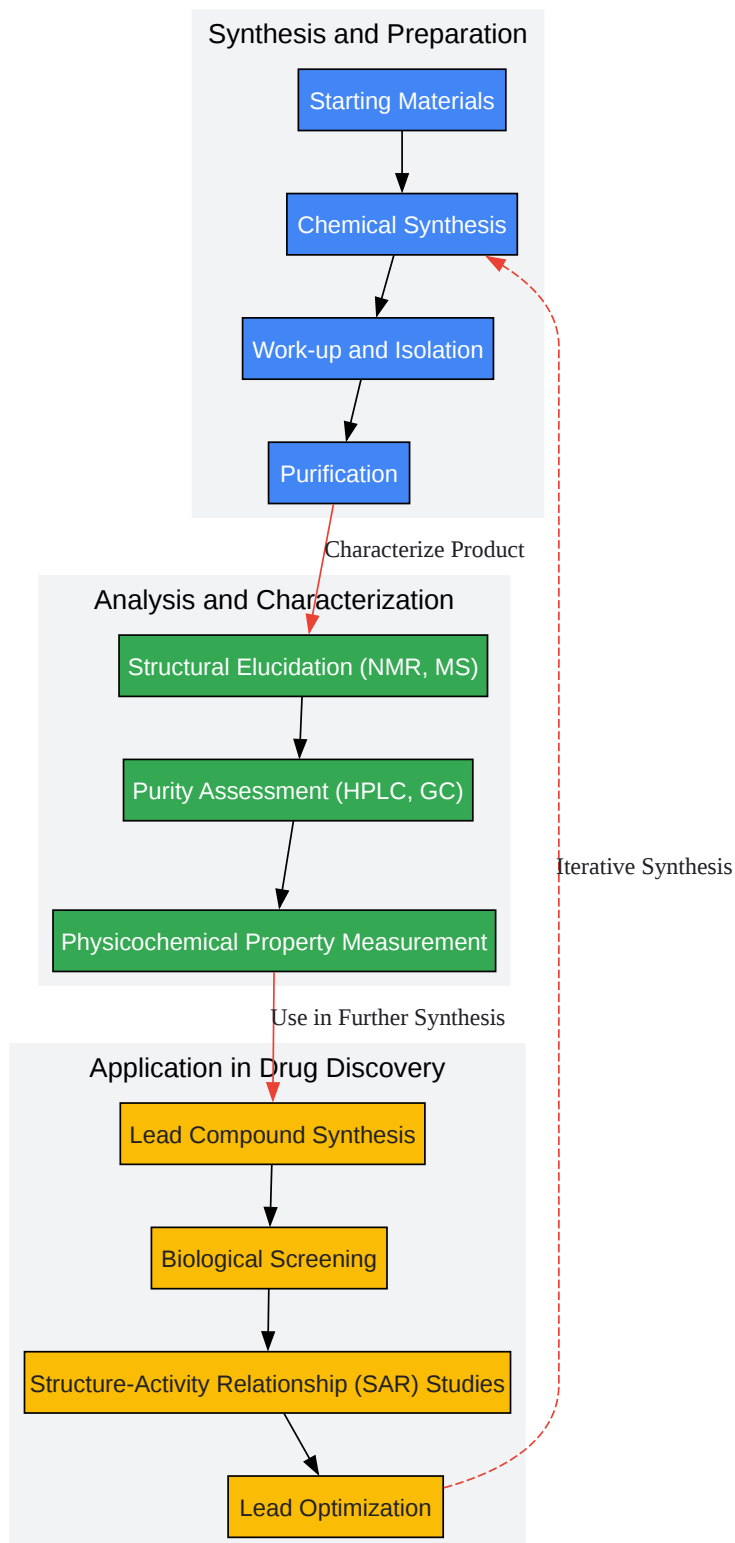 Synthesis and Preparation
Starting Materials
Chemical Synthesis
Work-up and Isolation
Purification
Characterize Product
Analysis and Characterization
Structural Elucidation (NMR, MS)
Purity Assessment (HPLC, GC)
Iterative Synthesis
Physicochemical Property Measurement
Use in Further Synthesis
Application in Drug Discovery
Lead Compound Synthesis
Biological Screening
Structure-Activity Relationship (SAR) Studies
Lead Optimization